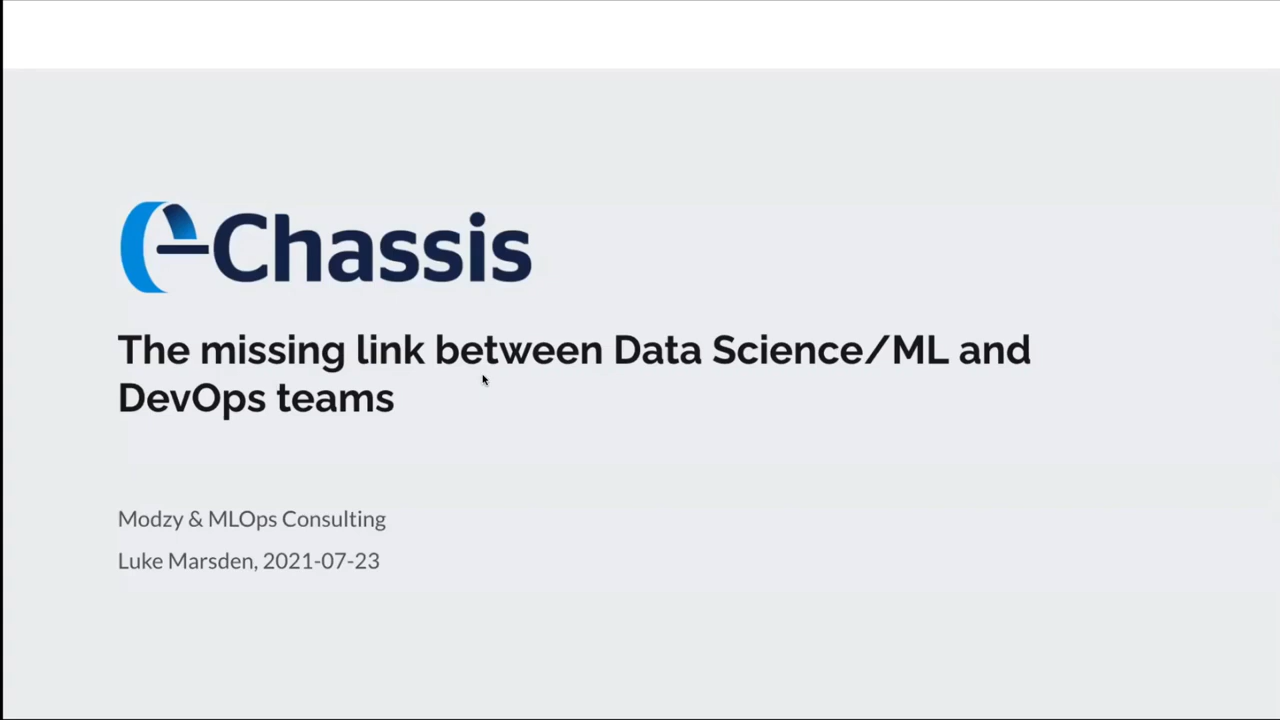 Chassis
The missing link between Data Science/ML and
DevOps teams
Modzy & MLOps Consulting
Luke Marsden, 2021-07-23